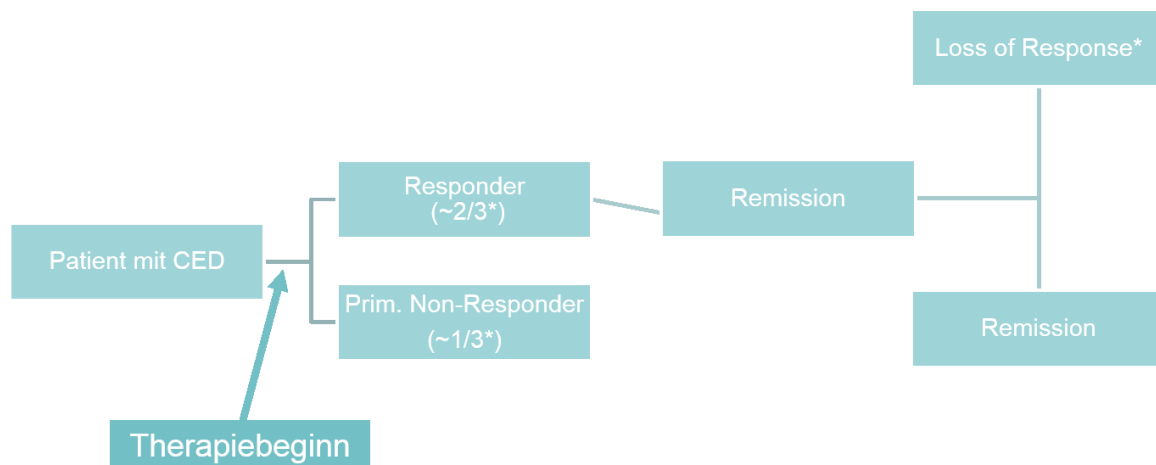 Loss of Response*
Responder
(~2/3*)
Remission
Patient mit CED
Prim. Non-Responder
(~1/3*)
Remission
Therapiebeginn